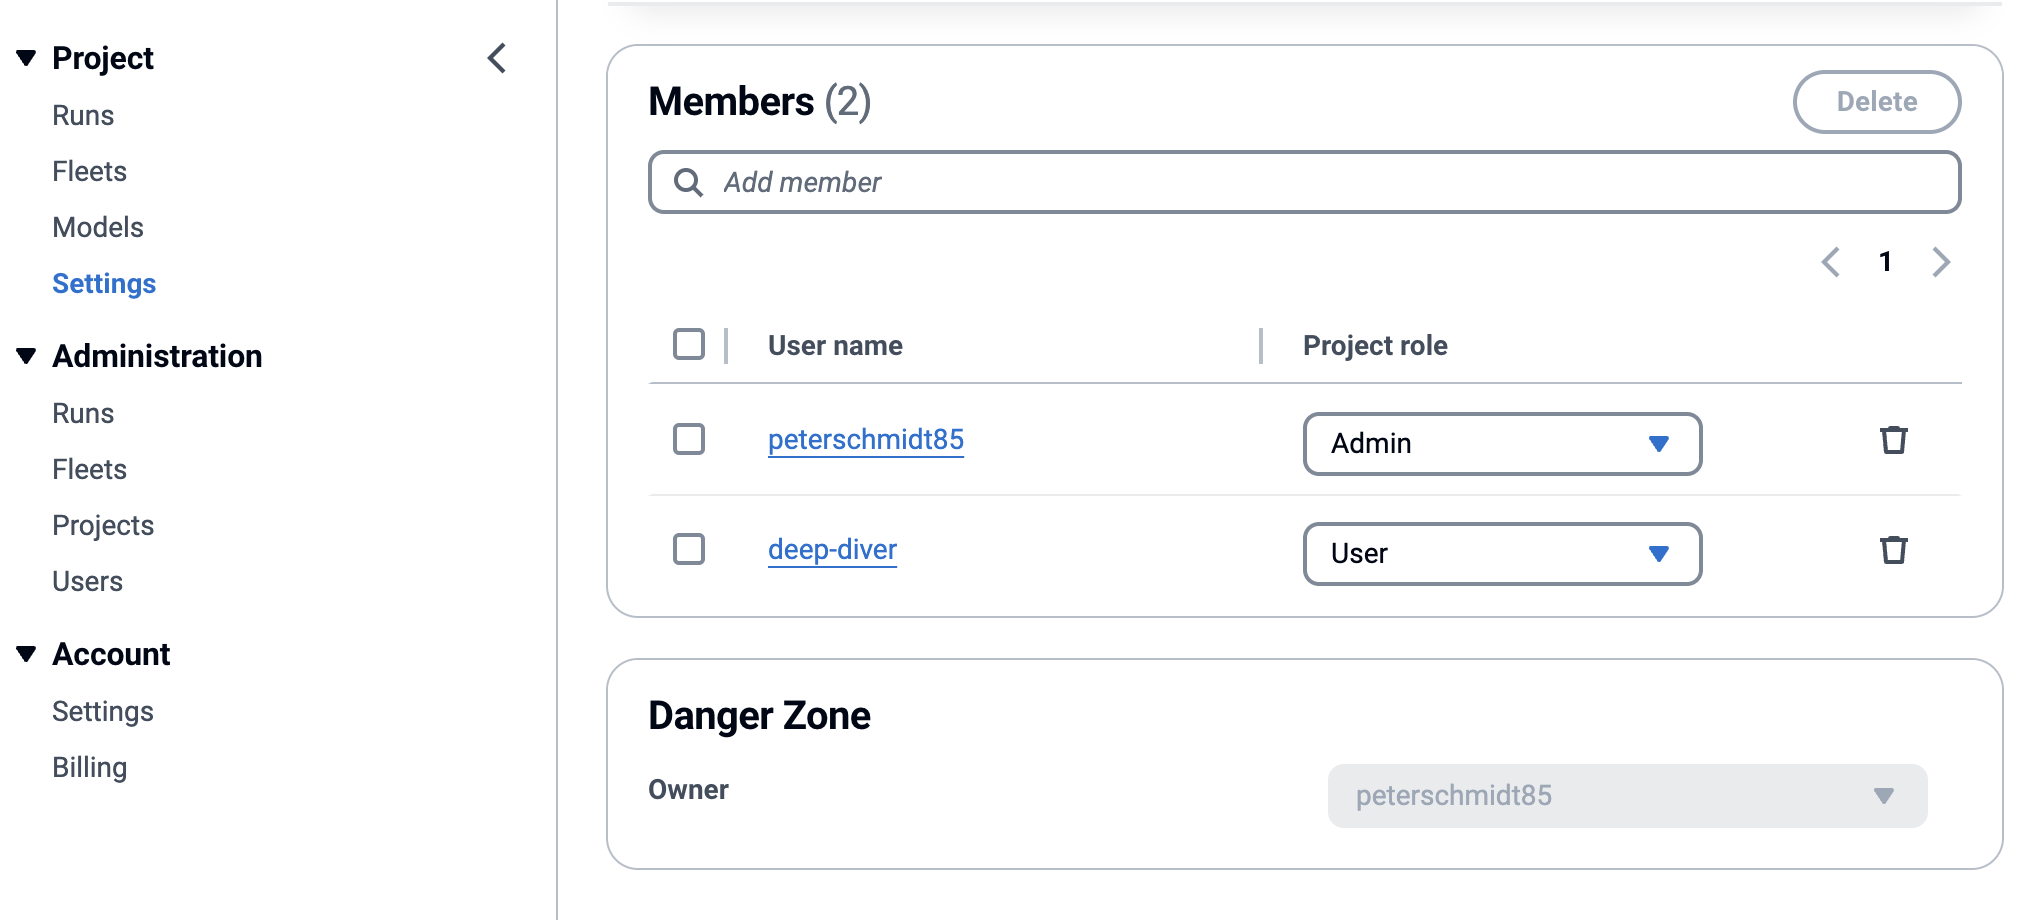 Project
Runs
Fleets
Models
Settings
Administration
Runs
Fleets
Projects
Users
Account
Settings
Billing
Members (2)
Delete
Add member
1
User name Project role
peterschmidt85 Admin
deep-diver User
Danger Zone
Owner peterschmidt85